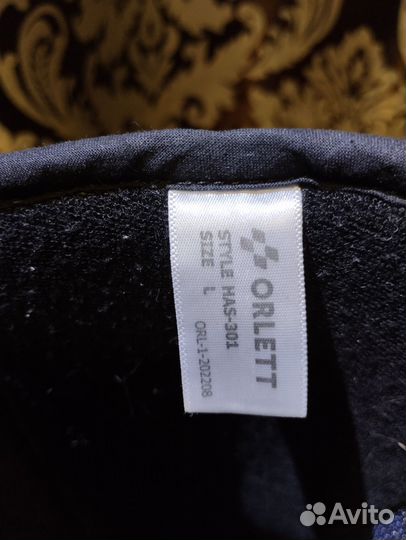 ORLETT
STYLE HAS-301
SIZE L
ORL-1-202208
Avito